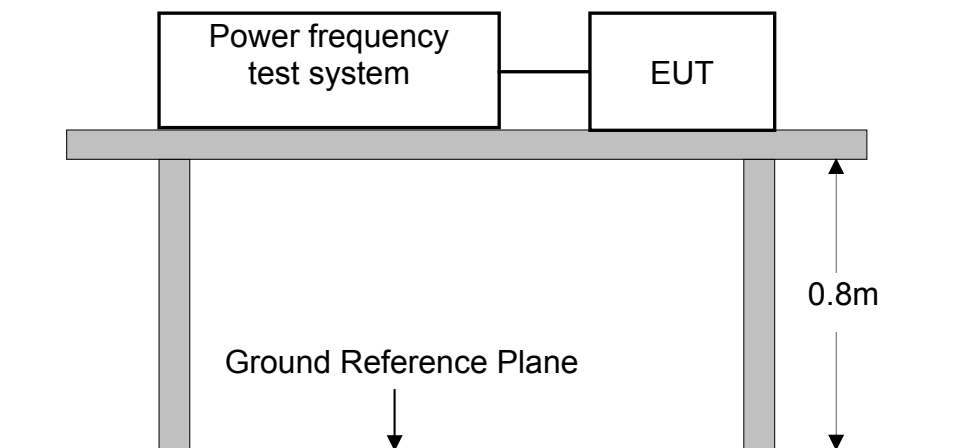 Power frequency
test system
EUT
0.8m
Ground Reference Plane